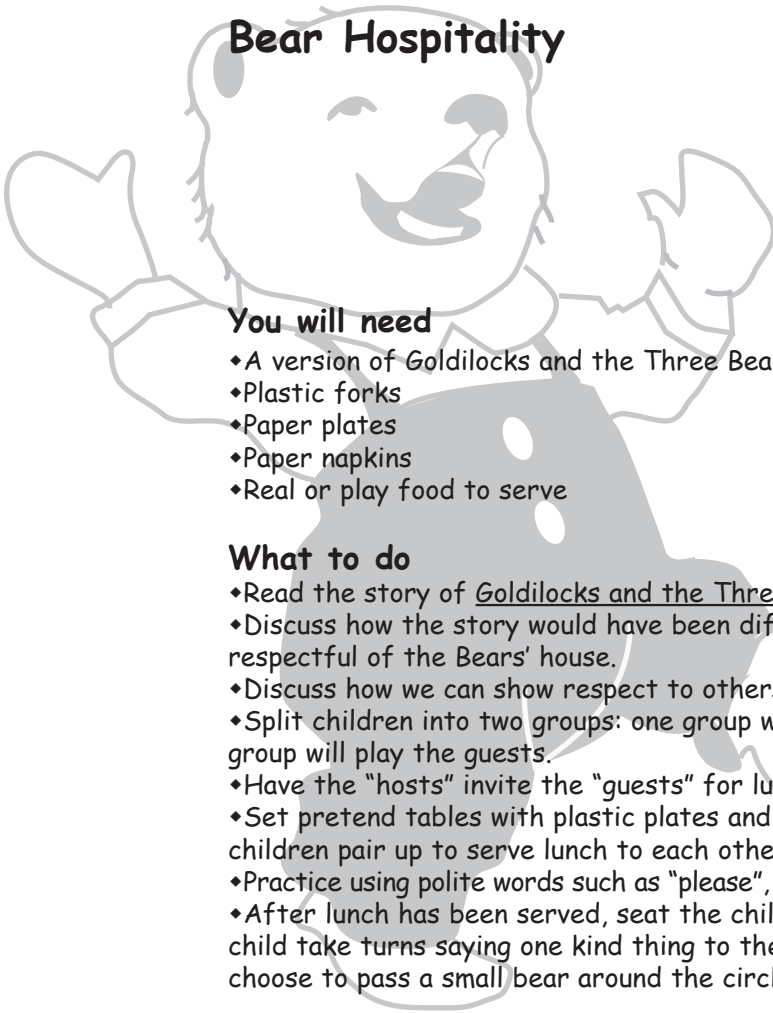 Bear Hospitality
You will need
◆A version of Goldilocks and the Three Bea
◆Plastic forks
◆Paper plates
◆Paper napkins
◆Real or play food to serve
What to do
◆Read the story of Goldilocks and the Thre
◆Discuss how the story would have been dif
respectful of the Bears’ house.
◆Discuss how we can show respect to others
◆Split children into two groups: one group w
group will play the guests.
◆Have the “hosts” invite the “guests” for lu
◆Set pretend tables with plastic plates and
children pair up to serve lunch to each othe
◆Practice using polite words such as “please”,
◆After lunch has been served, seat the chil
child take turns saying one kind thing to the
choose to pass a small bear around the circl